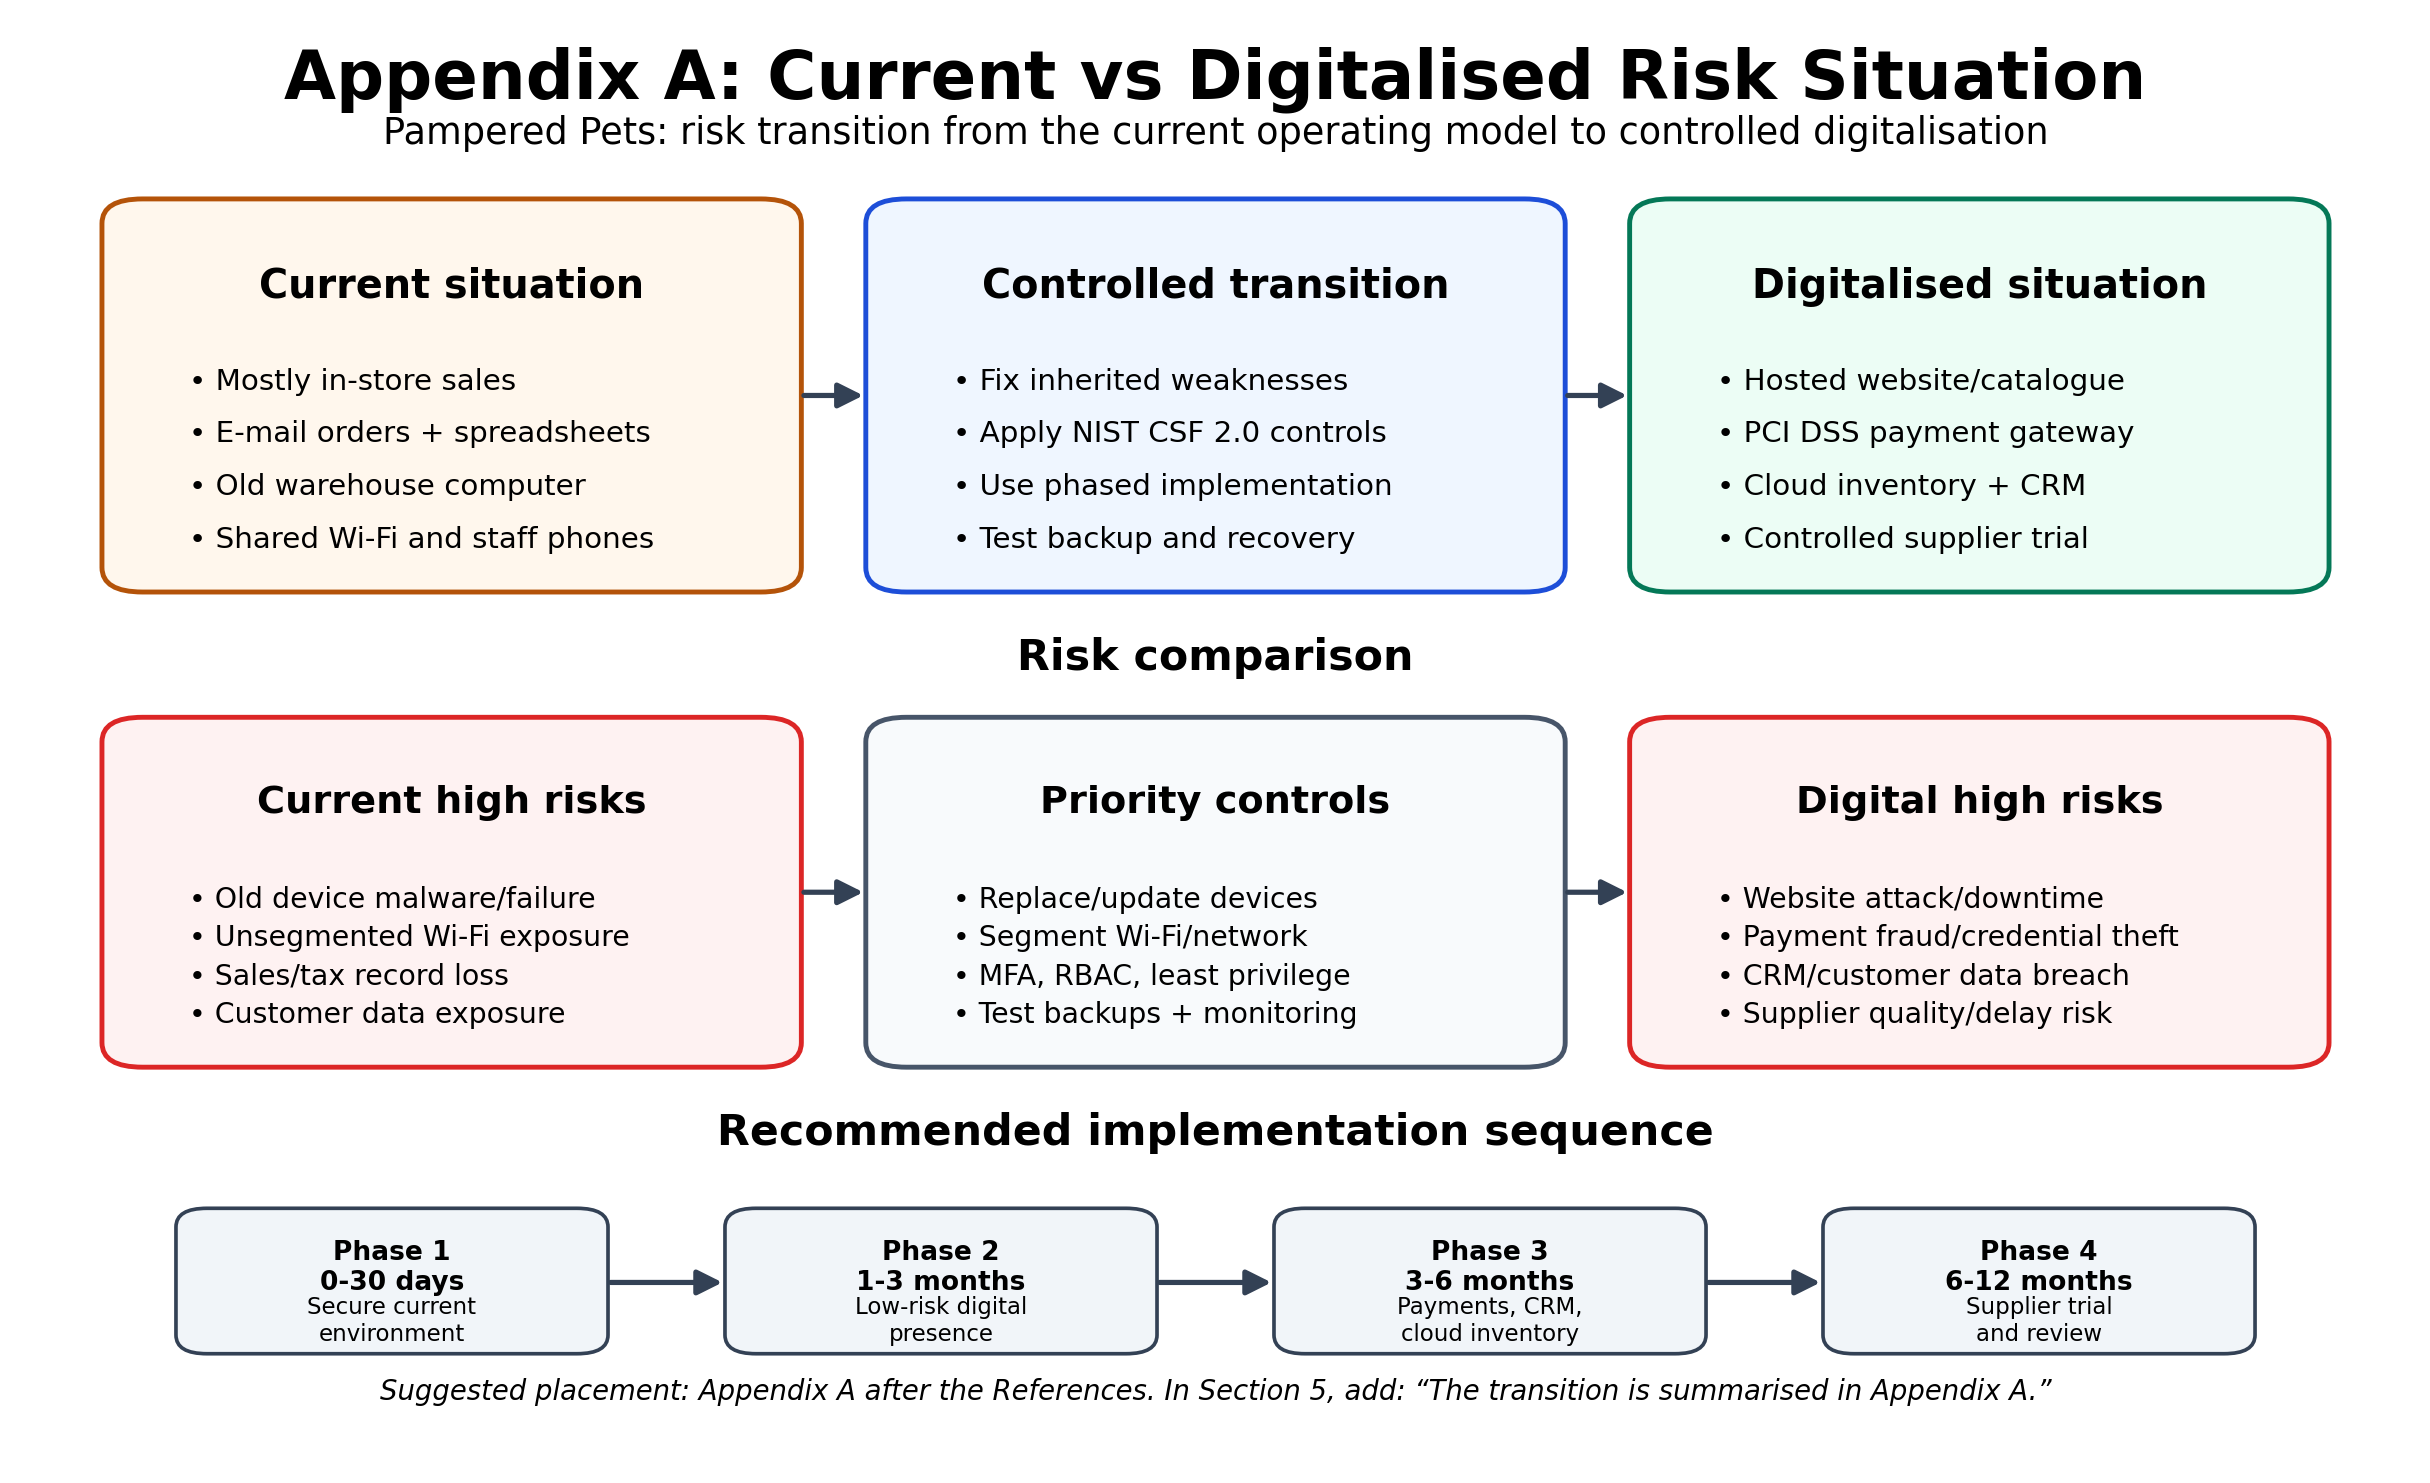 Appendix A: Current vs Digitalised Risk Situation
Pampered Pets: risk transition from the current operating model to controlled digitalisation
Current situation
• Mostly in-store sales
• E-mail orders + spreadsheets
• Old warehouse computer
• Shared Wi-Fi and staff phones
Controlled transition
• Fix inherited weaknesses
• Apply NIST CSF 2.0 controls
• Use phased implementation
• Test backup and recovery
Digitalised situation
• Hosted website/catalogue
• PCI DSS payment gateway
• Cloud inventory + CRM
• Controlled supplier trial
Risk comparison
Current high risks
• Old device malware/failure
• Unsegmented Wi-Fi exposure
• Sales/tax record loss
• Customer data exposure
Priority controls
• Replace/update devices
• Segment Wi-Fi/network
• MFA, RBAC, least privilege
• Test backups + monitoring
Digital high risks
• Website attack/downtime
• Payment fraud/credential theft
• CRM/customer data breach
• Supplier quality/delay risk
Recommended implementation sequence
Phase 1
0-30 days
Secure current
environment
Phase 2
1-3 months
Low-risk digital
presence
Phase 3
3-6 months
Payments, CRM,
cloud inventory
Phase 4
6-12 months
Supplier trial
and review
Suggested placement: Appendix A after the References. In Section 5, add: “The transition is summarised in Appendix A.”